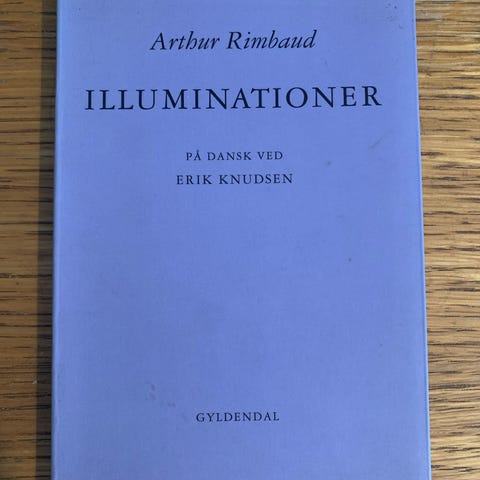 Arthur Rimbaud
ILLUMINATIONER
PÅ DANSK VED
ERIK KNUDSEN
GYLDENDAL